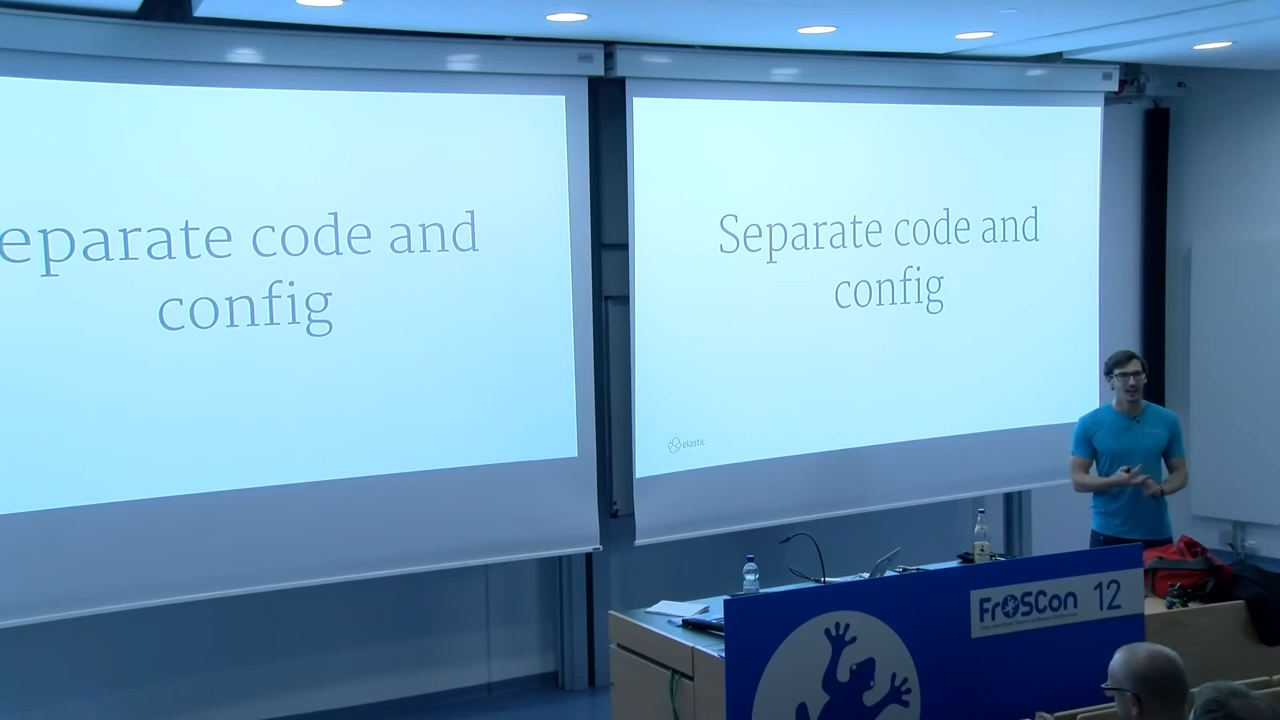 eparate code and
config
Separate code and
config
elastic
FrOSCon 12